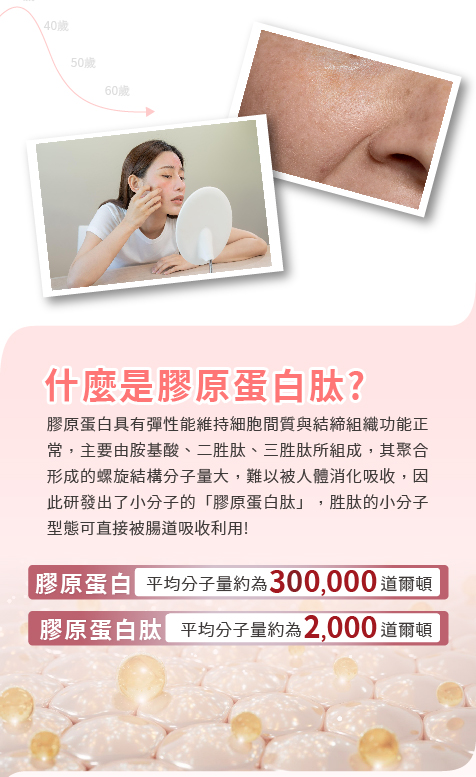 40歲
50歲
60歲
什麼是膠原蛋白肽?
膠原蛋白具有彈性能維持細胞間質與結締組織功能正
常，主要由胺基酸、二胜肽、三胜肽所組成，其聚合
形成的螺旋結構分子量大，難以被人體消化吸收，因
此研發出了小分子的「膠原蛋白肽」，胜肽的小分子
型態可直接被腸道吸收利用!
膠原蛋白 平均分子量約為300,000道爾頓
膠原蛋白肽 平均分子量約為2,000道爾頓